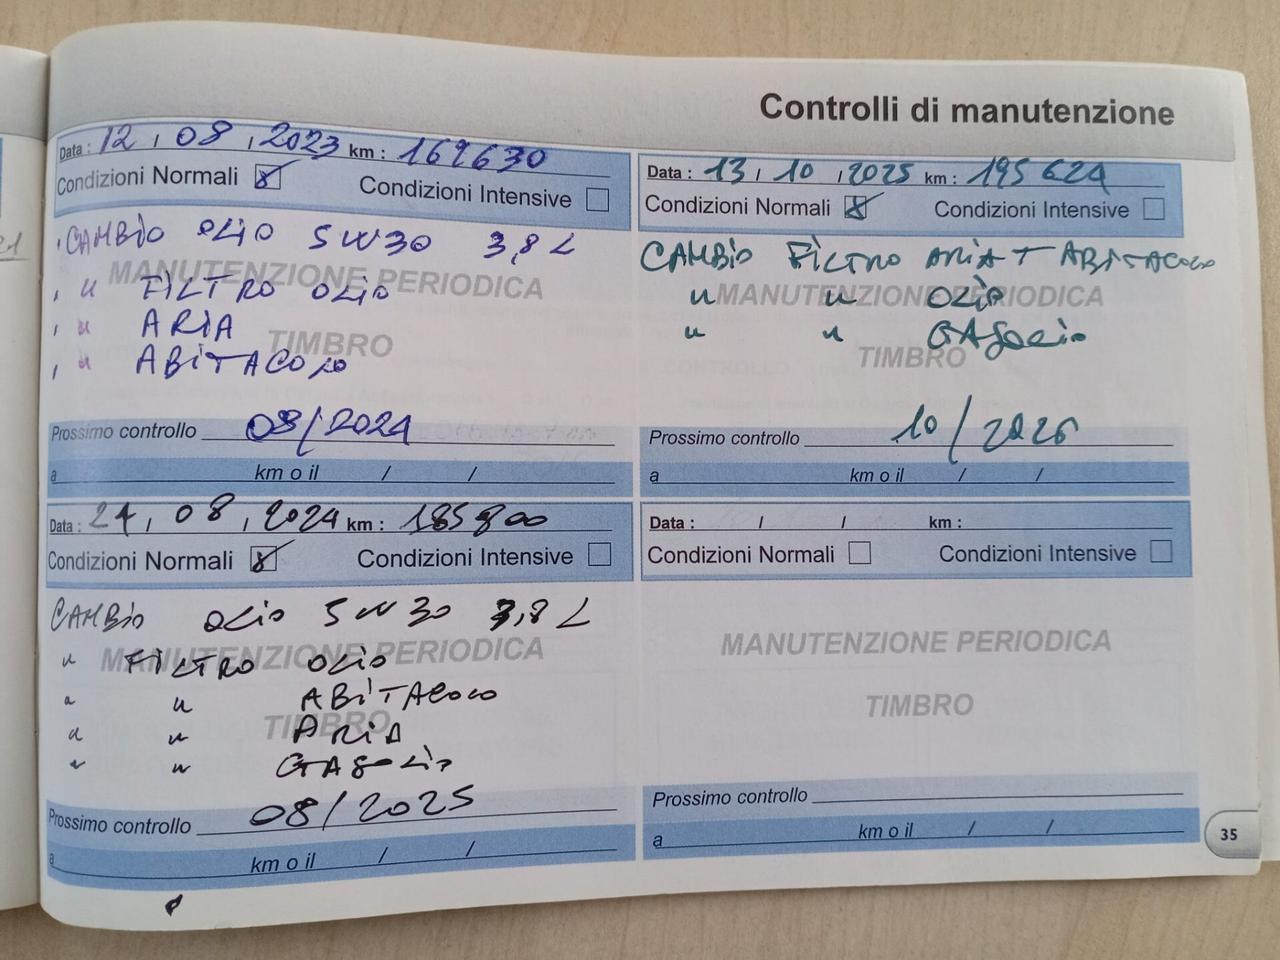 Controlli di manutenzione
Data : 12 , 08 , 2023 km : 169630
Condizioni Normali X Condizioni Intensive
CAMBIO OLIO 5W30 3,8 L
" FILTRO OLIO
" ARIA
" ABITACOLO
MANUTENZIONE PERIODICA
TIMBRO
Prossimo controllo 08/2024
a km o il / /
Data : 24 , 08 , 2024 km : 185800
Condizioni Normali X Condizioni Intensive
CAMBIO OLIO 5W30 3,8 L
" FILTRO OLIO
" " ABITACOLO
" " ARIA
" " GASOLIO
MANUTENZIONE PERIODICA
TIMBRO
Prossimo controllo 08/2025
a km o il / /
Data : 13 , 10 , 2025 km : 195624
Condizioni Normali X Condizioni Intensive
CAMBIO FILTRO ARIA + ABITACOLO
" " OLIO
" " GASOLIO
MANUTENZIONE PERIODICA
TIMBRO
Prossimo controllo 10/2026
a km o il / /
Data : / / km :
Condizioni Normali Condizioni Intensive
MANUTENZIONE PERIODICA
TIMBRO
Prossimo controllo
a km o il / /
35